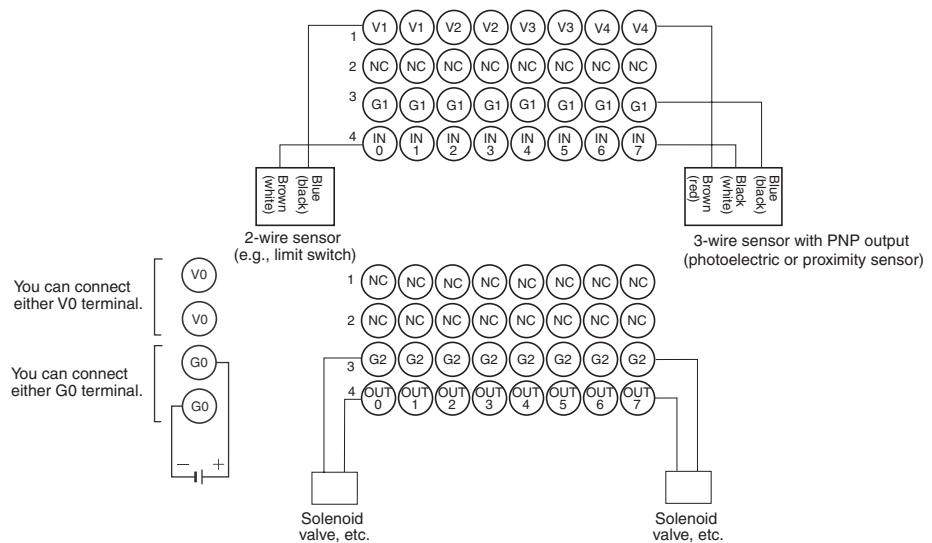 1 V1 V1 V2 V2 V3 V3 V4 V4
2 NC NC NC NC NC NC NC NC
3 G1 G1 G1 G1 G1 G1 G1 G1
4 IN 0 IN 1 IN 2 IN 3 IN 4 IN 5 IN 6 IN 7
Blue
(black)
Brown
(white)
2-wire sensor
(e.g., limit switch)
Blue
(black)
Black
(white)
Brown
(red)
3-wire sensor with PNP output
(photoelectric or proximity sensor)
You can connect
either V0 terminal.
V0
V0
You can connect
either G0 terminal.
G0
G0
− +
1 NC NC NC NC NC NC NC NC
2 NC NC NC NC NC NC NC NC
3 G2 G2 G2 G2 G2 G2 G2 G2
4 OUT 0 OUT 1 OUT 2 OUT 3 OUT 4 OUT 5 OUT 6 OUT 7
Solenoid
valve, etc.
Solenoid
valve, etc.